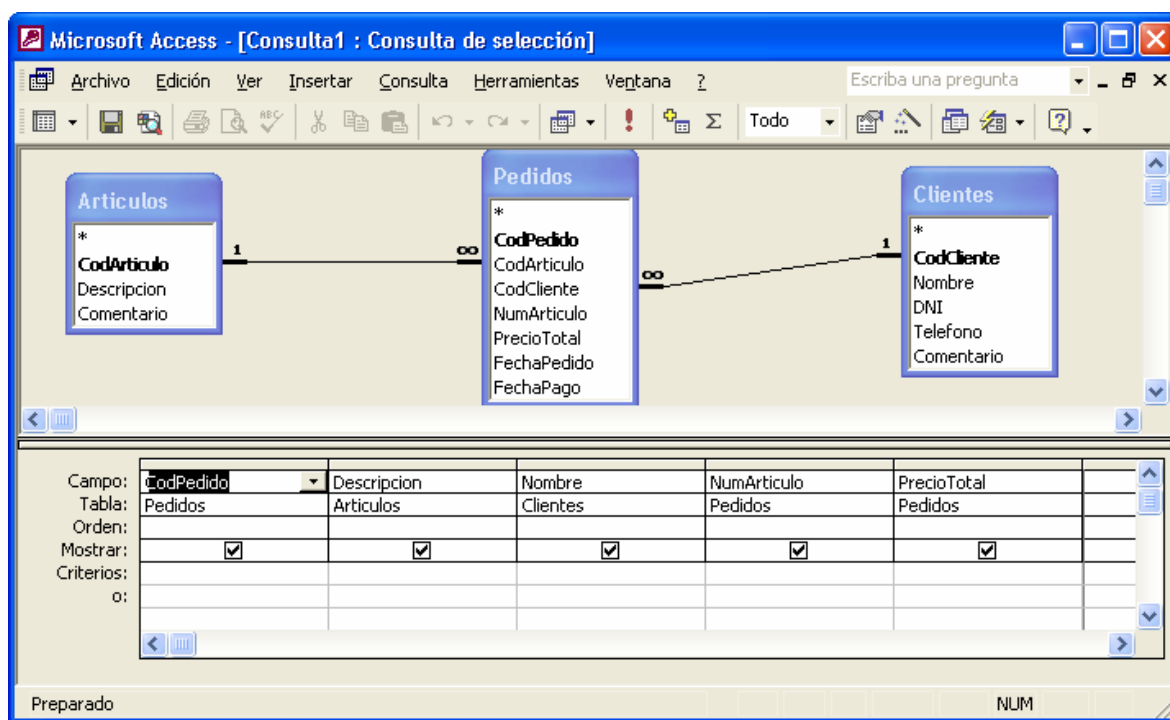 Microsoft Access - [Consulta1 : Consulta de selección]
Archivo Edición Ver Insertar Consulta Herramientas Ventana ? Escriba una pregunta
ABC Σ Todo
Articulos
*
CodArticulo
Descripcion
Comentario
1 ∞
Pedidos
*
CodPedido
CodArticulo
CodCliente
NumArticulo
PrecioTotal
FechaPedido
FechaPago
∞ 1
Clientes
*
CodCliente
Nombre
DNI
Telefono
Comentario
Campo: CodPedido Descripcion Nombre NumArticulo PrecioTotal
Tabla: Pedidos Articulos Clientes Pedidos Pedidos
Orden:
Mostrar:
Criterios:
o:
Preparado NUM